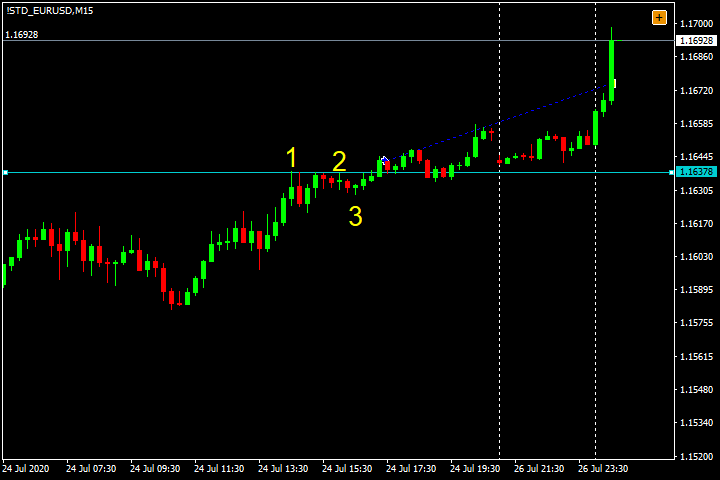 !STD_EURUSD,M15
1.16928
1
2
3
+
1.17000
1.16928
1.16860
1.16720
1.16585
1.16445
1.16378
1.16305
1.16170
1.16030
1.15895
1.15755
1.15615
1.15480
1.15340
1.15200
24 Jul 2020
24 Jul 07:30
24 Jul 09:30
24 Jul 11:30
24 Jul 13:30
24 Jul 15:30
24 Jul 17:30
24 Jul 19:30
26 Jul 21:30
26 Jul 23:30